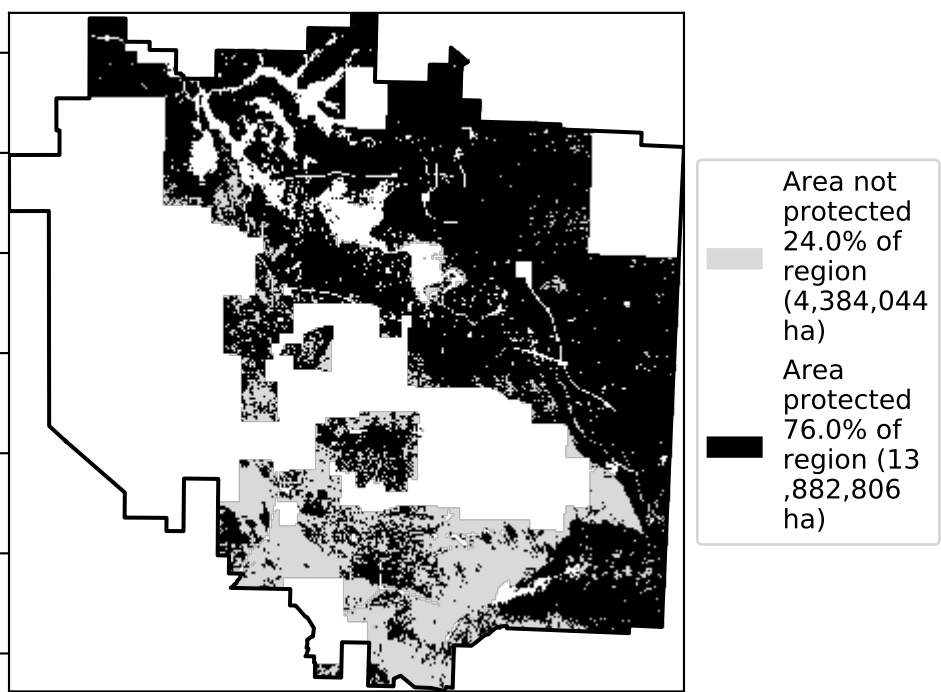 Area not
protected
24.0% of
region
(4,384,044
ha)
Area
protected
76.0% of
region (13
,882,806
ha)